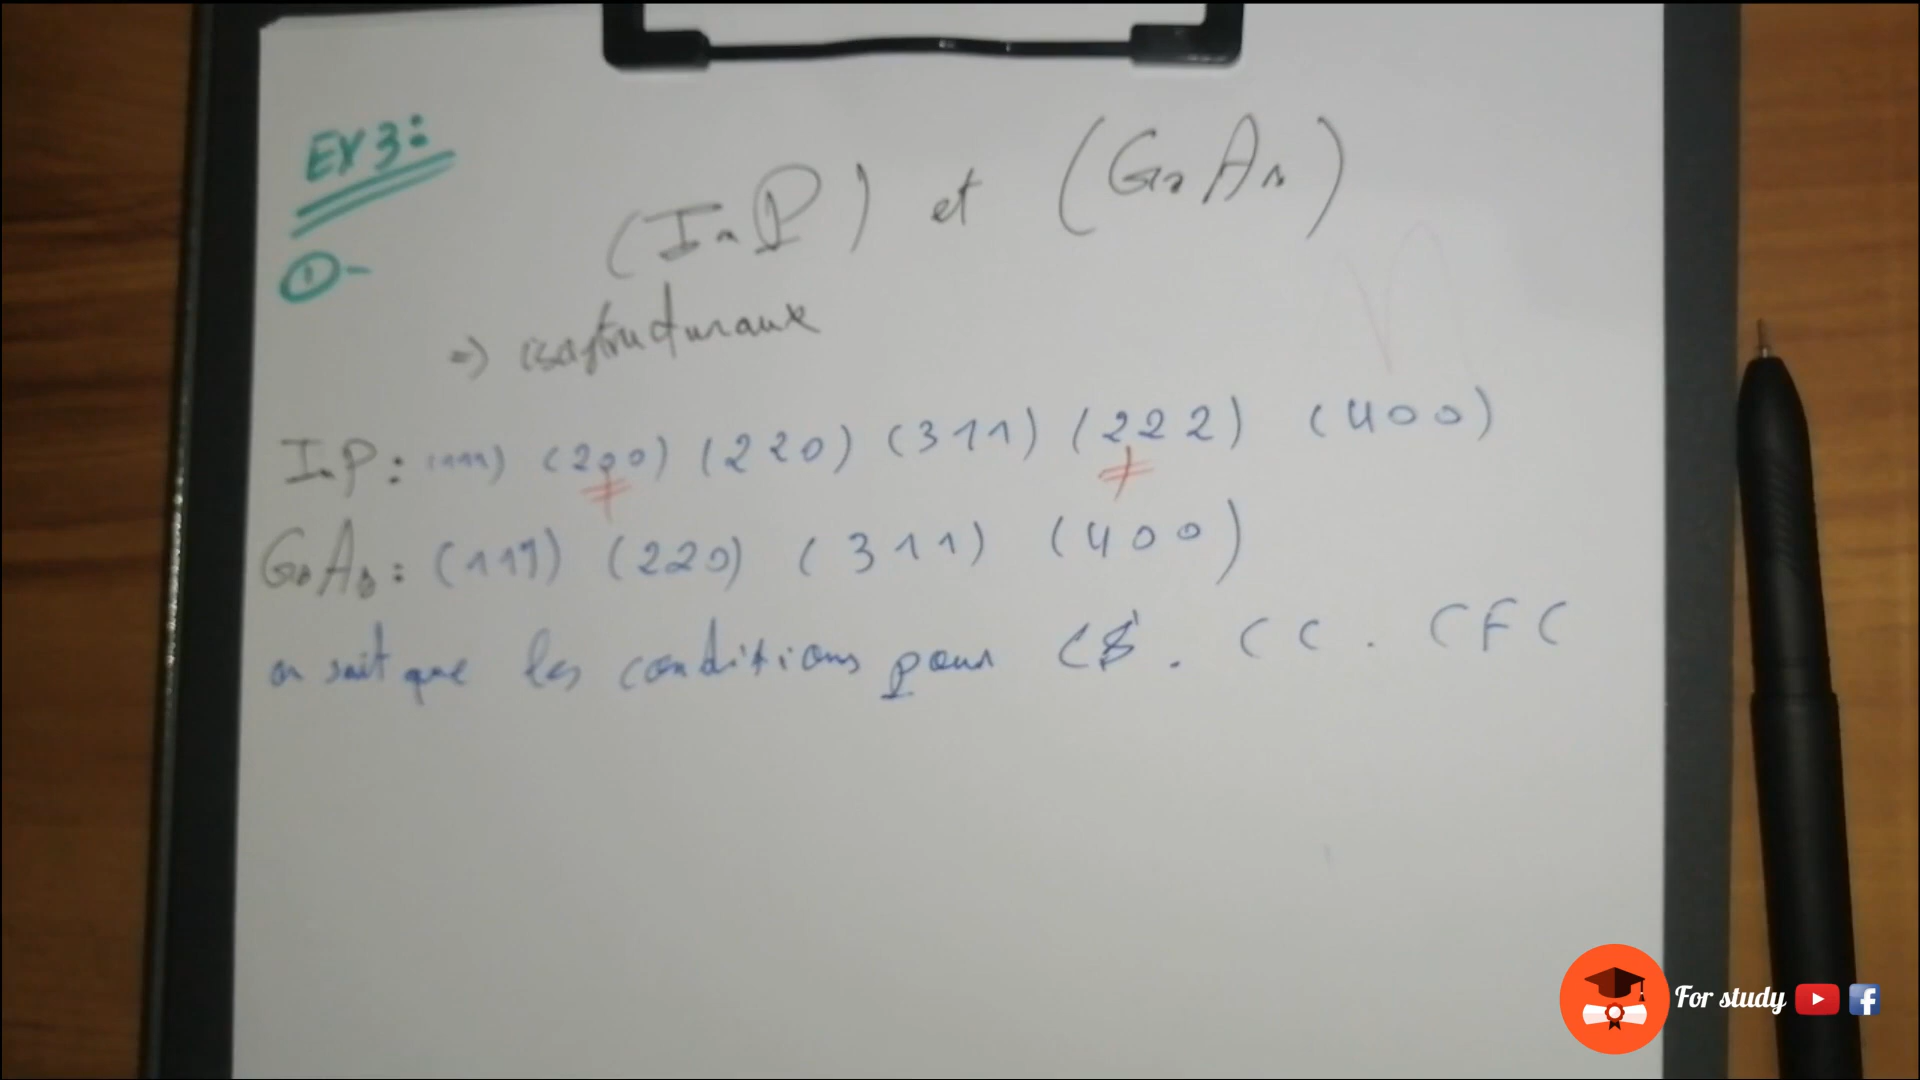 EX 3:
(InP) et (GaAs)
①-
=> isostructuraux
InP: (111) (200) (220) (311) (222) (400)
GaAs: (111) (220) (311) (400)
on sait que les conditions pour CS. CC. CFC
For study